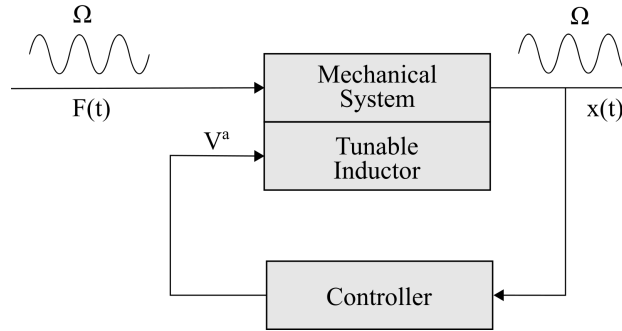 Ω
Ω
Mechanical
System
F(t)
x(t)
Vᵃ
Tunable
Inductor
Controller